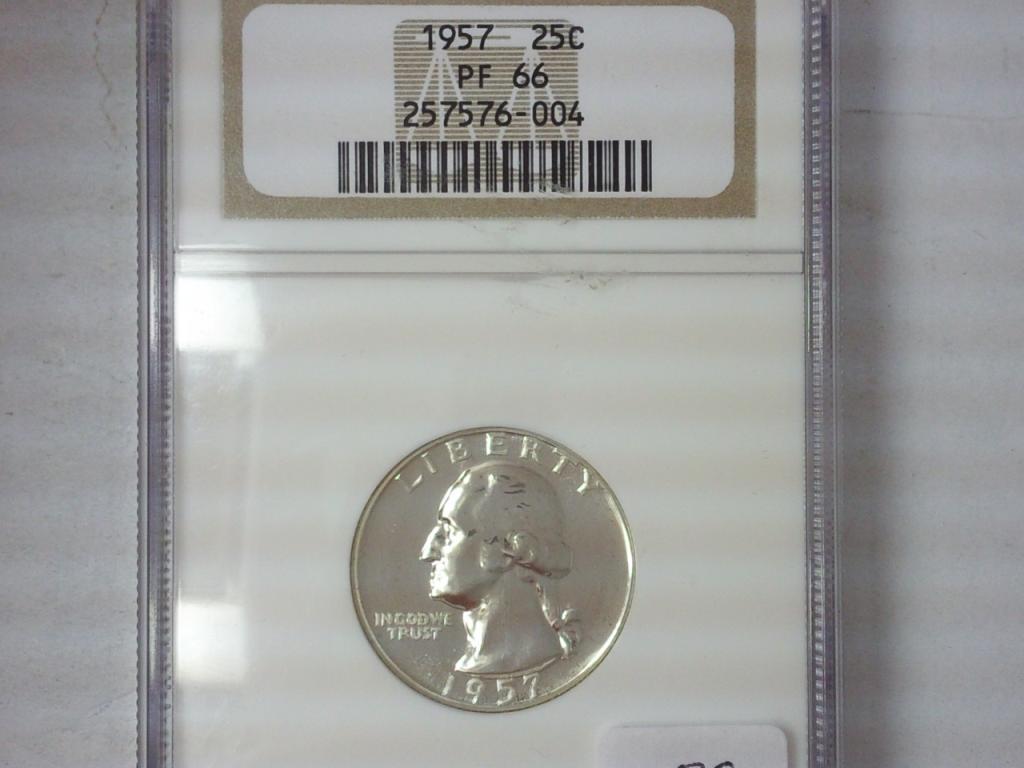 1957 25C
PF 66
257576-004
LIBERTY
IN GOD WE
TRUST
1957